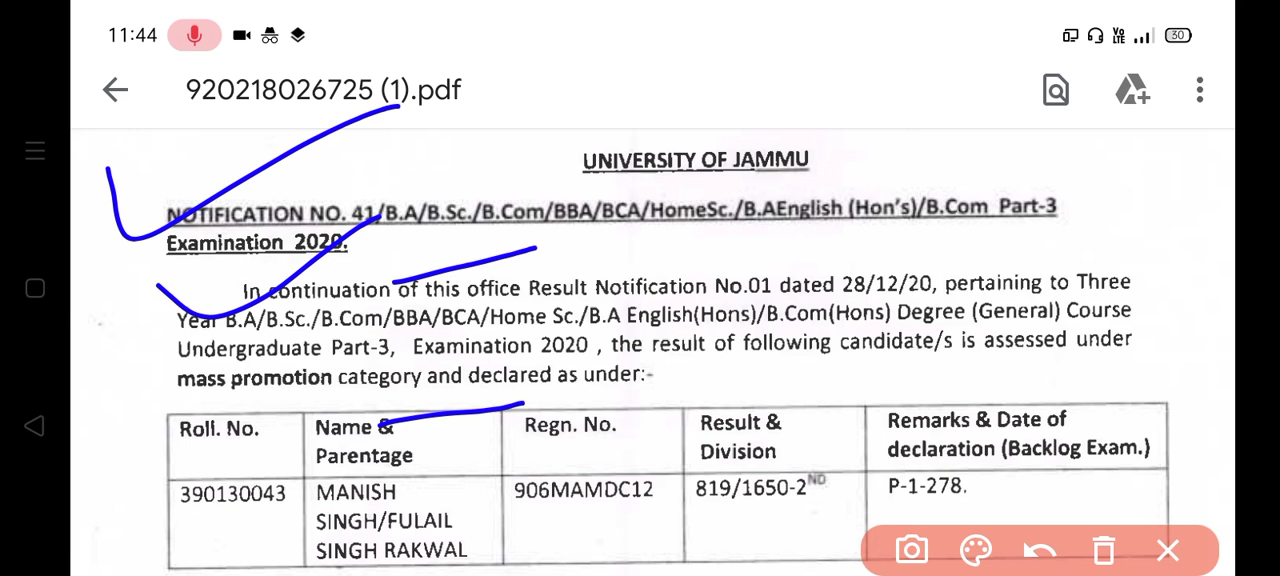 11:44 Vo LTE 30
920218026725 (1).pdf
UNIVERSITY OF JAMMU
NOTIFICATION NO. 41/B.A/B.Sc./B.Com/BBA/BCA/HomeSc./B.AEnglish (Hon's)/B.Com Part-3
Examination 2020.
In continuation of this office Result Notification No.01 dated 28/12/20, pertaining to Three
Year B.A/B.Sc./B.Com/BBA/BCA/Home Sc./B.A English(Hons)/B.Com(Hons) Degree (General) Course
Undergraduate Part-3, Examination 2020 , the result of following candidate/s is assessed under
mass promotion category and declared as under:-
Roll. No. Name & Parentage Regn. No. Result & Division Remarks & Date of declaration (Backlog Exam.)
390130043 MANISH SINGH/FULAIL SINGH RAKWAL 906MAMDC12 819/1650-2ND P-1-278.